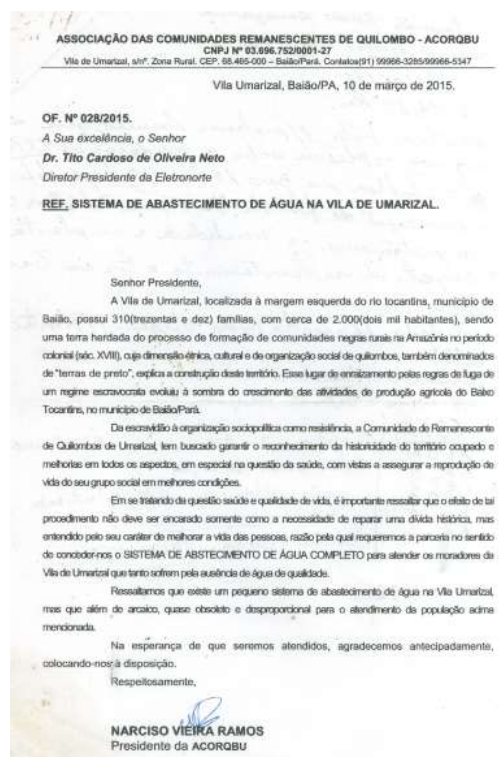 ASSOCIAÇÃO DAS COMUNIDADES REMANESCENTES DE QUILOMBO - ACORQBU
CNPJ Nº 03.696.752/0001-27
Vila de Umarizal, s/nº. Zona Rural. CEP. 68.465-000 – Baião/Pará. Contatos(91) 99966-3285/99966-5347
Vila Umarizal, Baião/PA, 10 de março de 2015.
OF. Nº 028/2015.
A Sua excelência, o Senhor
Dr. Tito Cardoso de Oliveira Neto
Diretor Presidente da Eletronorte
REF. SISTEMA DE ABASTECIMENTO DE ÁGUA NA VILA DE UMARIZAL.
Senhor Presidente,
A Vila de Umarizal, localizada à margem esquerda do rio tocantins, município de
Baião, possui 310(trezentas e dez) famílias, com cerca de 2.000(dois mil habitantes), sendo
uma terra herdada do processo de formação de comunidades negras rurais na Amazônia no período
colonial (séc. XVIII), cuja dimensão étnica, cultural e de organização social de quilombos, também denominados
de "terras de preto", explica a construção deste território. Esse lugar de enraizamento pelas regras de fuga de
um regime escravocrata evoluiu à sombra do crescimento das atividades de produção agrícola do Baixo
Tocantins, no município de Baião/Pará.
Da escravidão à organização sociopolítica como resistência, a Comunidade de Remanescente
de Quilombos de Umarizal, tem buscado garantir o reconhecimento da historicidade do território ocupado e
melhorias em todos os aspectos, em especial na questão da saúde, com vistas a assegurar a reprodução de
vida do seu grupo social em melhores condições.
Em se tratando da questão saúde e qualidade de vida, é importante ressaltar que o efeito de tal
procedimento não deve ser encarado somente como a necessidade de reparar uma dívida histórica, mas
entendido pelo seu caráter de melhorar a vida das pessoas, razão pela qual requeremos a parceria no sentido
de conceder-nos o SISTEMA DE ABSTECIMENTO DE ÁGUA COMPLETO para atender os moradores da
Vila de Umarizal que tanto sofrem pela ausência de água de qualidade.
Ressaltamos que existe um pequeno sistema de abastecimento de água na Vila Umarizal,
mas que além de arcaico, quase obsoleto e desproporcional para o atendimento da população acima
mencionada.
Na esperança de que seremos atendidos, agradecemos antecipadamente,
colocando-nos à disposição.
Respeitosamente,
NARCISO VIEIRA RAMOS
Presidente da ACORQBU